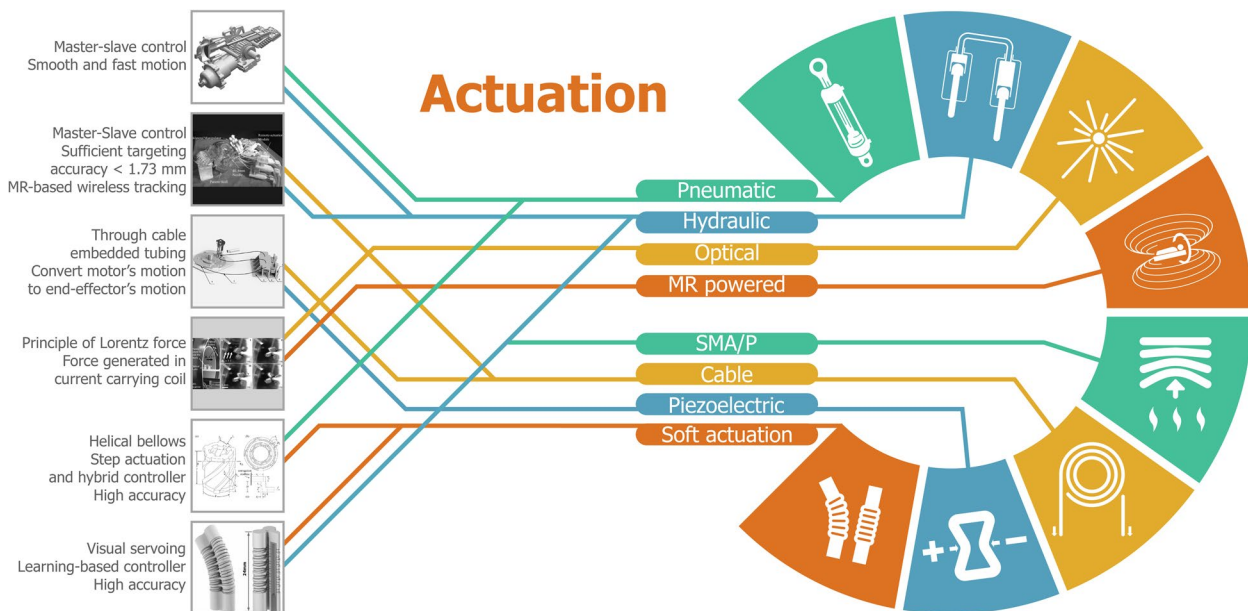 Master-slave control
Smooth and fast motion
Master-Slave control
Sufficient targeting
accuracy < 1.73 mm
MR-based wireless tracking
Through cable
embedded tubing
Convert motor's motion
to end-effector's motion
Principle of Lorentz force
Force generated in
current carrying coil
Helical bellows
Step actuation
and hybrid controller
High accuracy
Visual servoing
Learning-based controller
High accuracy
24mm
Actuation
Pneumatic
Hydraulic
Optical
MR powered
SMA/P
Cable
Piezoelectric
Soft actuation